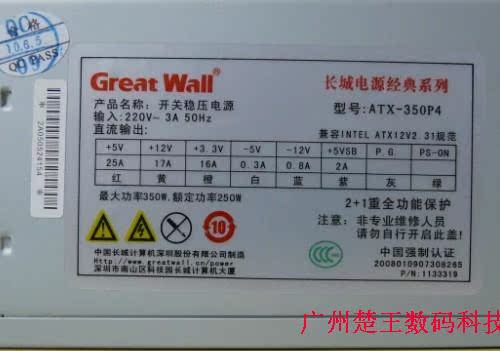 QC
合格
10.6.5
QC PASS
* 2A050524154 *
Great Wall®
长城电源经典系列
产品名称：开关稳压电源
型号：ATX-350P4
输入：220V~ 3A 50Hz
直流输出：
兼容INTEL ATX12V2.31规范
+5V +12V +3.3V -5V -12V +5VSB P.G. PS-ON
25A 17A 16A 0.3A 0.8A 2A
红 黄 橙 白 蓝 紫 灰 绿
最大功率350W，额定功率250W
2+1重全功能保护
注意：非专业维修人员
请勿自行开启此盖！
10
中国长城计算机深圳股份有限公司制造
Http://www.greatwall.cn/power
深圳市南山区科技园长城计算机大厦
中国强制认证
2008010907308265
P/N:1133319
广州楚王数码科技